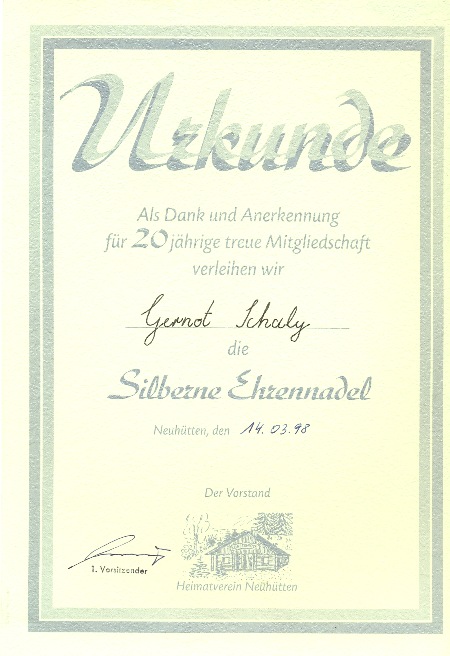 Urkunde
Als Dank und Anerkennung
für 20 jährige treue Mitgliedschaft
verleihen wir
Gernot Schaly
die
Silberne Ehrennadel
Neuhütten, den 14.03.98
Der Vorstand
1. Vorsitzender
Heimatverein Neuhütten